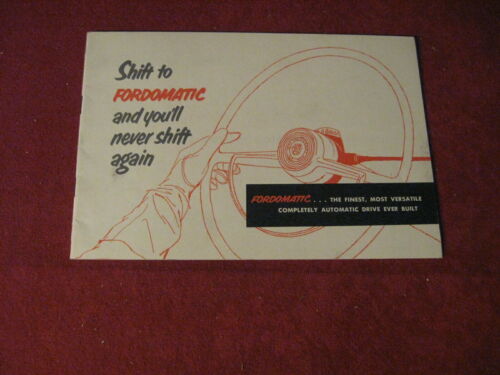 Shift to
FORDOMATIC
and you'll
never shift
again
FORDOMATIC... THE FINEST, MOST VERSATILE
COMPLETELY AUTOMATIC DRIVE EVER BUILT